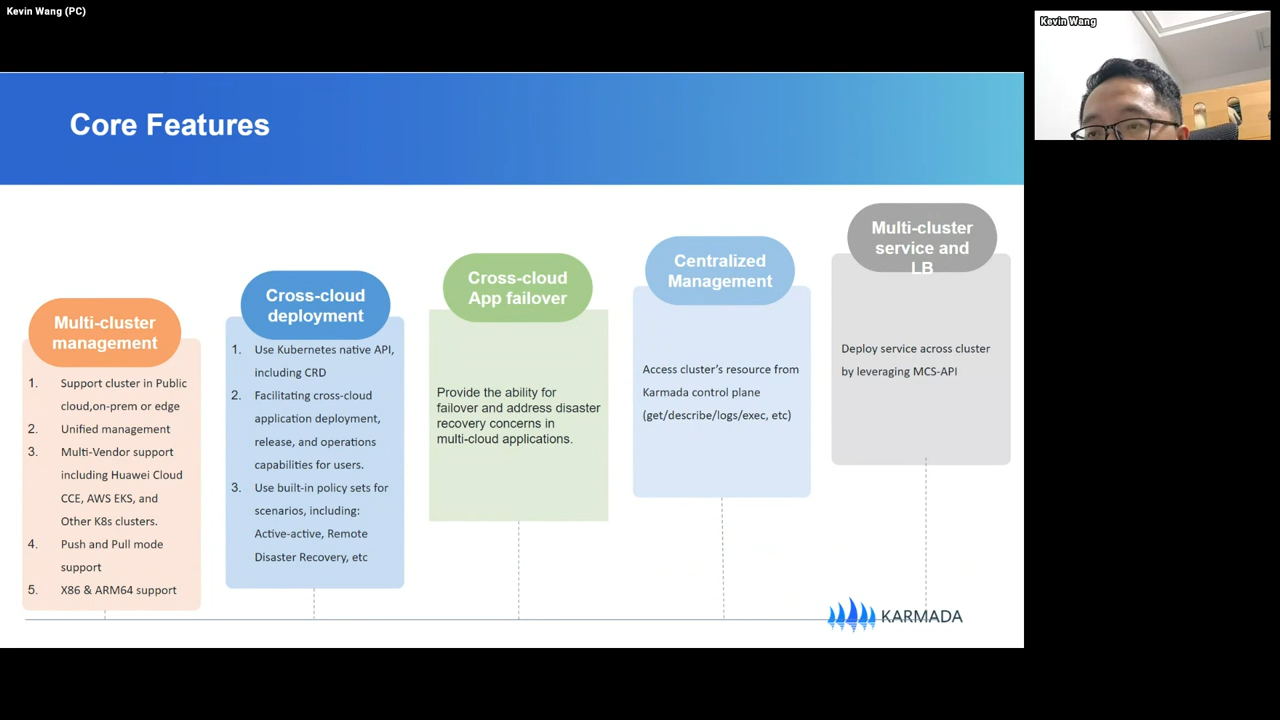 Kevin Wang (PC)
Kevin Wang
Core Features
Multi-cluster
management
1. Support cluster in Public
cloud,on-prem or edge
2. Unified management
3. Multi-Vendor support
including Huawei Cloud
CCE, AWS EKS, and
Other K8s clusters.
4. Push and Pull mode
support
5. X86 & ARM64 support
Cross-cloud
deployment
1. Use Kubernetes native API,
including CRD
2. Facilitating cross-cloud
application deployment,
release, and operations
capabilities for users.
3. Use built-in policy sets for
scenarios, including:
Active-active, Remote
Disaster Recovery, etc
Cross-cloud
App failover
Provide the ability for
failover and address disaster
recovery concerns in
multi-cloud applications.
Centralized
Management
Access cluster’s resource from
Karmada control plane
(get/describe/logs/exec, etc)
Multi-cluster
service and
LB
Deploy service across cluster
by leveraging MCS-API
KARMADA